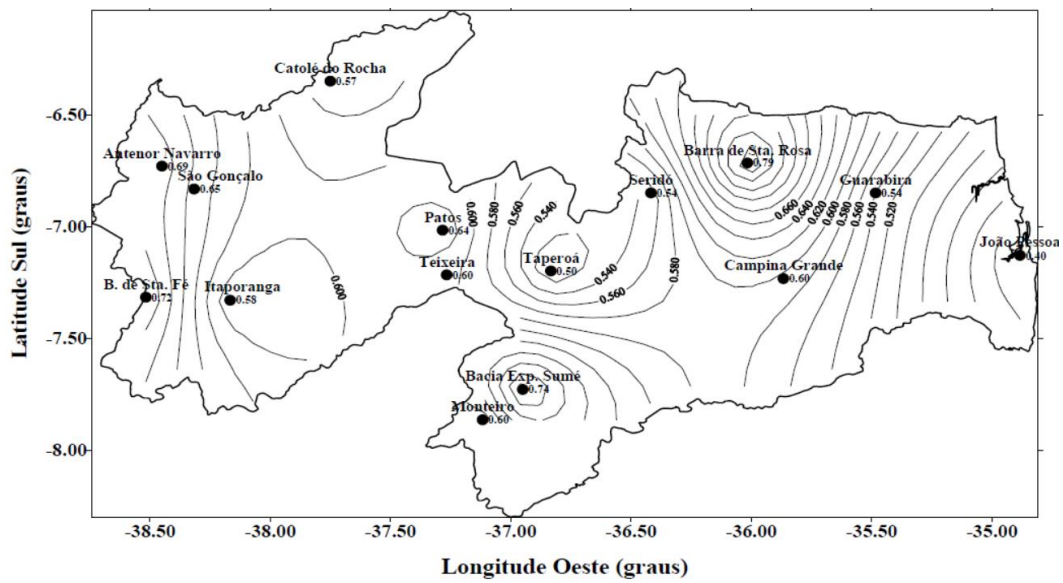 Catolé do Rocha
0.57
-6.50
Antenor Navarro
0.69
São Gonçalo
0.65
Barra de Sta. Rosa
0.79
Seridó
0.54
Guarabira
0.54
-7.00
Patos
0.64
0.600
0.580
0.560
0.540
0.660
0.640
0.620
0.600
0.580
0.560
0.540
0.520
João Pessoa
0.40
Teixeira
0.60
Taperoá
0.50
0.540
0.560
0.580
Campina Grande
0.60
B. de Sta. Fé
0.72
Itaporanga
0.58
0.600
-7.50
Bacia Exp. Sumé
0.74
Monteiro
0.60
-8.00
-38.50
-38.00
-37.50
-37.00
-36.50
-36.00
-35.50
-35.00
Latitude Sul (graus)
Longitude Oeste (graus)